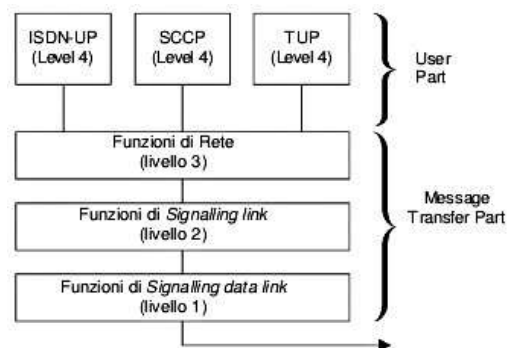 ISDN-UP
(Level 4)
SCCP
(Level 4)
TUP
(Level 4)
User
Part
Funzioni di Rete
(livello 3)
Funzioni di Signalling link
(livello 2)
Message
Transfer Part
Funzioni di Signalling data link
(livello 1)